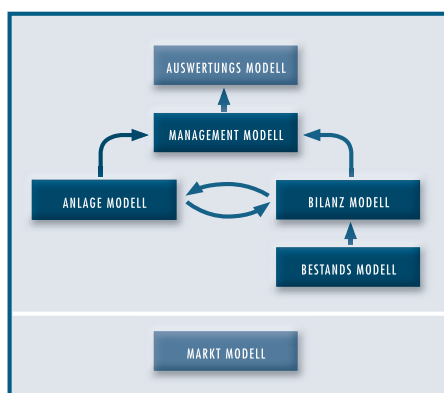 AUSWERTUNGS MODELL
MANAGEMENT MODELL
ANLAGE MODELL
BILANZ MODELL
BESTANDS MODELL
MARKT MODELL